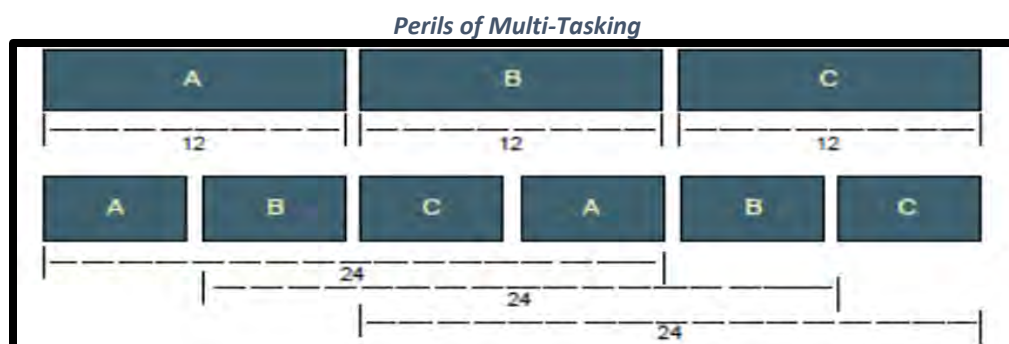 Perils of Multi-Tasking
A B C
12 12 12
A B C A B C
24
24
24